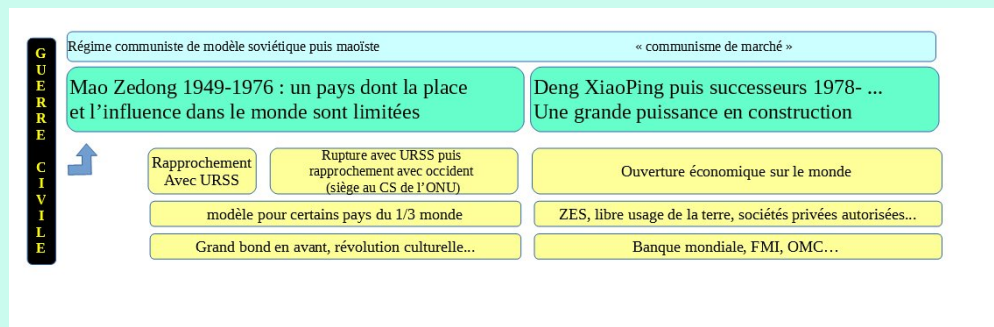 GUERRE CIVILE
Régime communiste de modèle soviétique puis maoïste
« communisme de marché »
Mao Zedong 1949-1976 : un pays dont la place
et l’influence dans le monde sont limitées
Deng XiaoPing puis successeurs 1978- ...
Une grande puissance en construction
Rapprochement
Avec URSS
Rupture avec URSS puis
rapprochement avec occident
(siège au CS de l’ONU)
Ouverture économique sur le monde
modèle pour certains pays du 1/3 monde
ZES, libre usage de la terre, sociétés privées autorisées...
Grand bond en avant, révolution culturelle...
Banque mondiale, FMI, OMC…